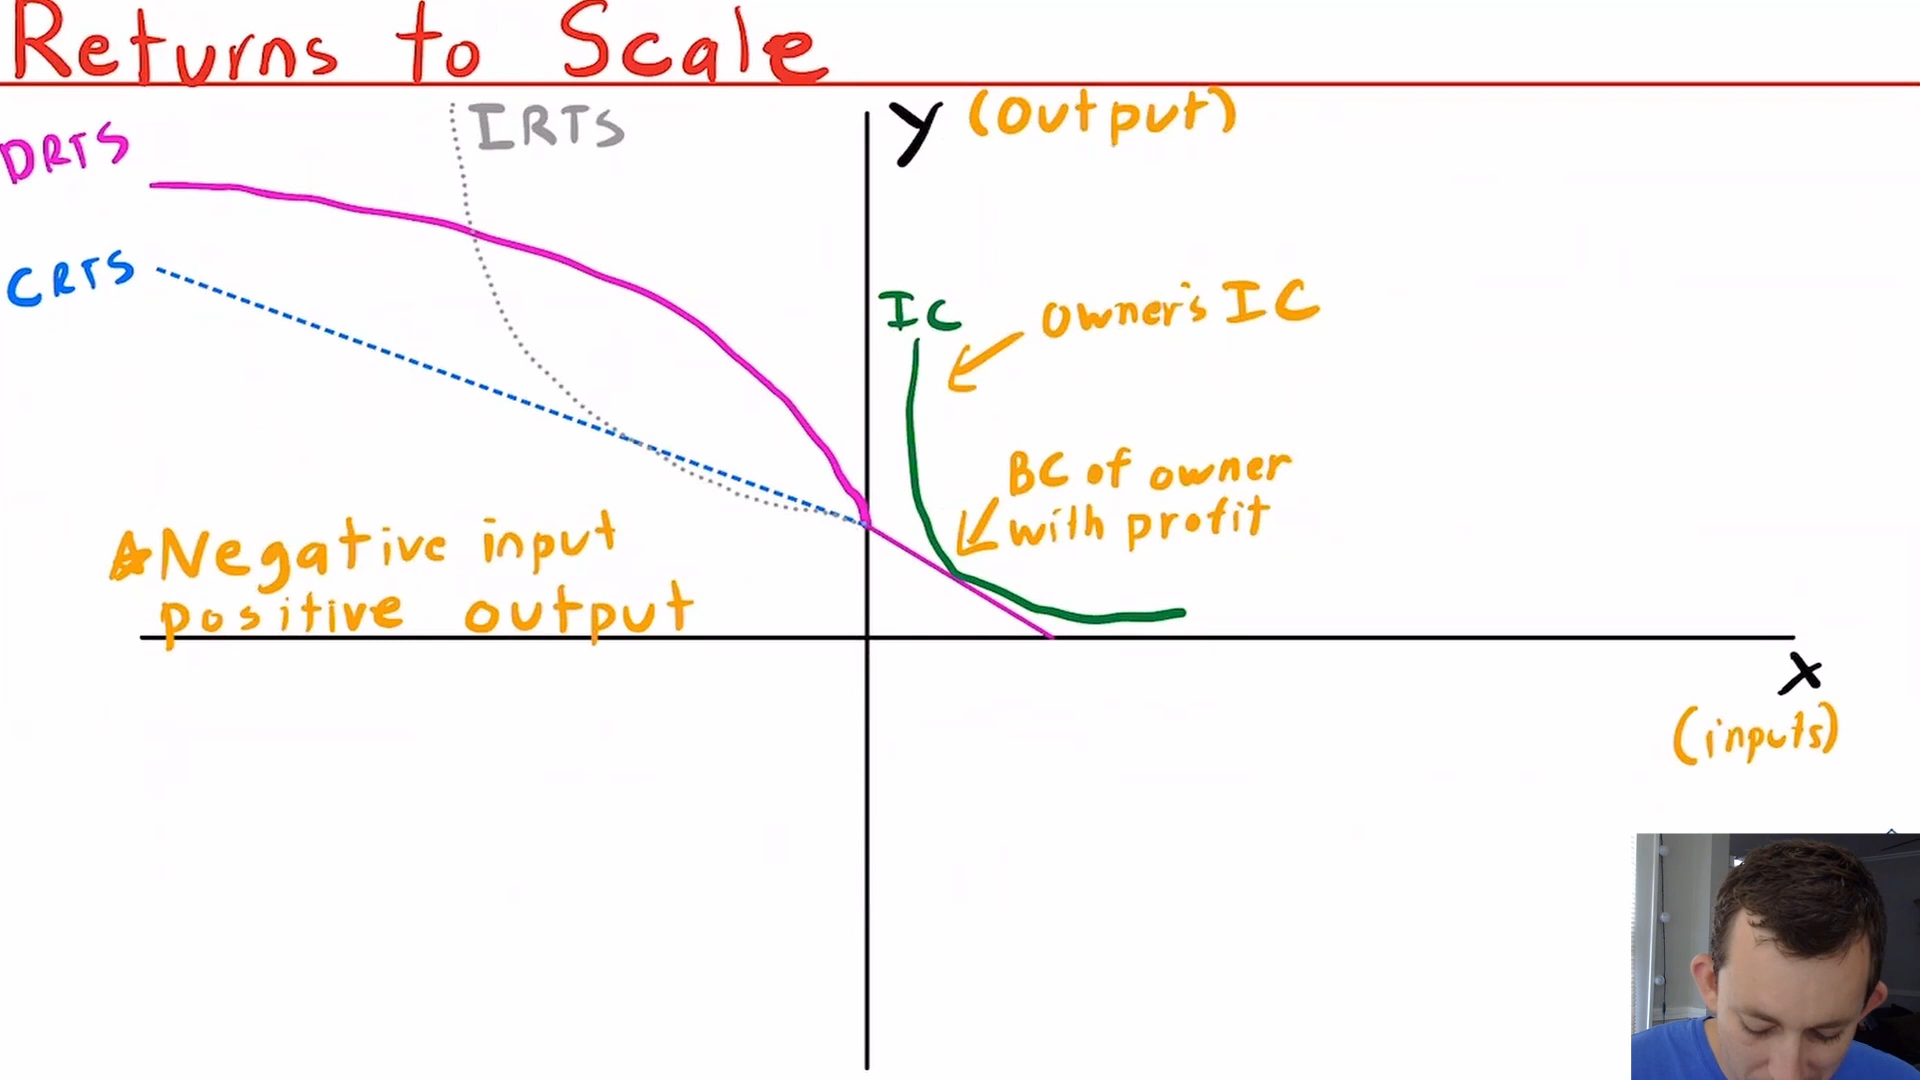 Returns to Scale
DRTS
IRTS
Y (Output)
CRTS
IC
Owner's IC
BC of owner
with profit
☆Negative input
positive output
X
(inputs)